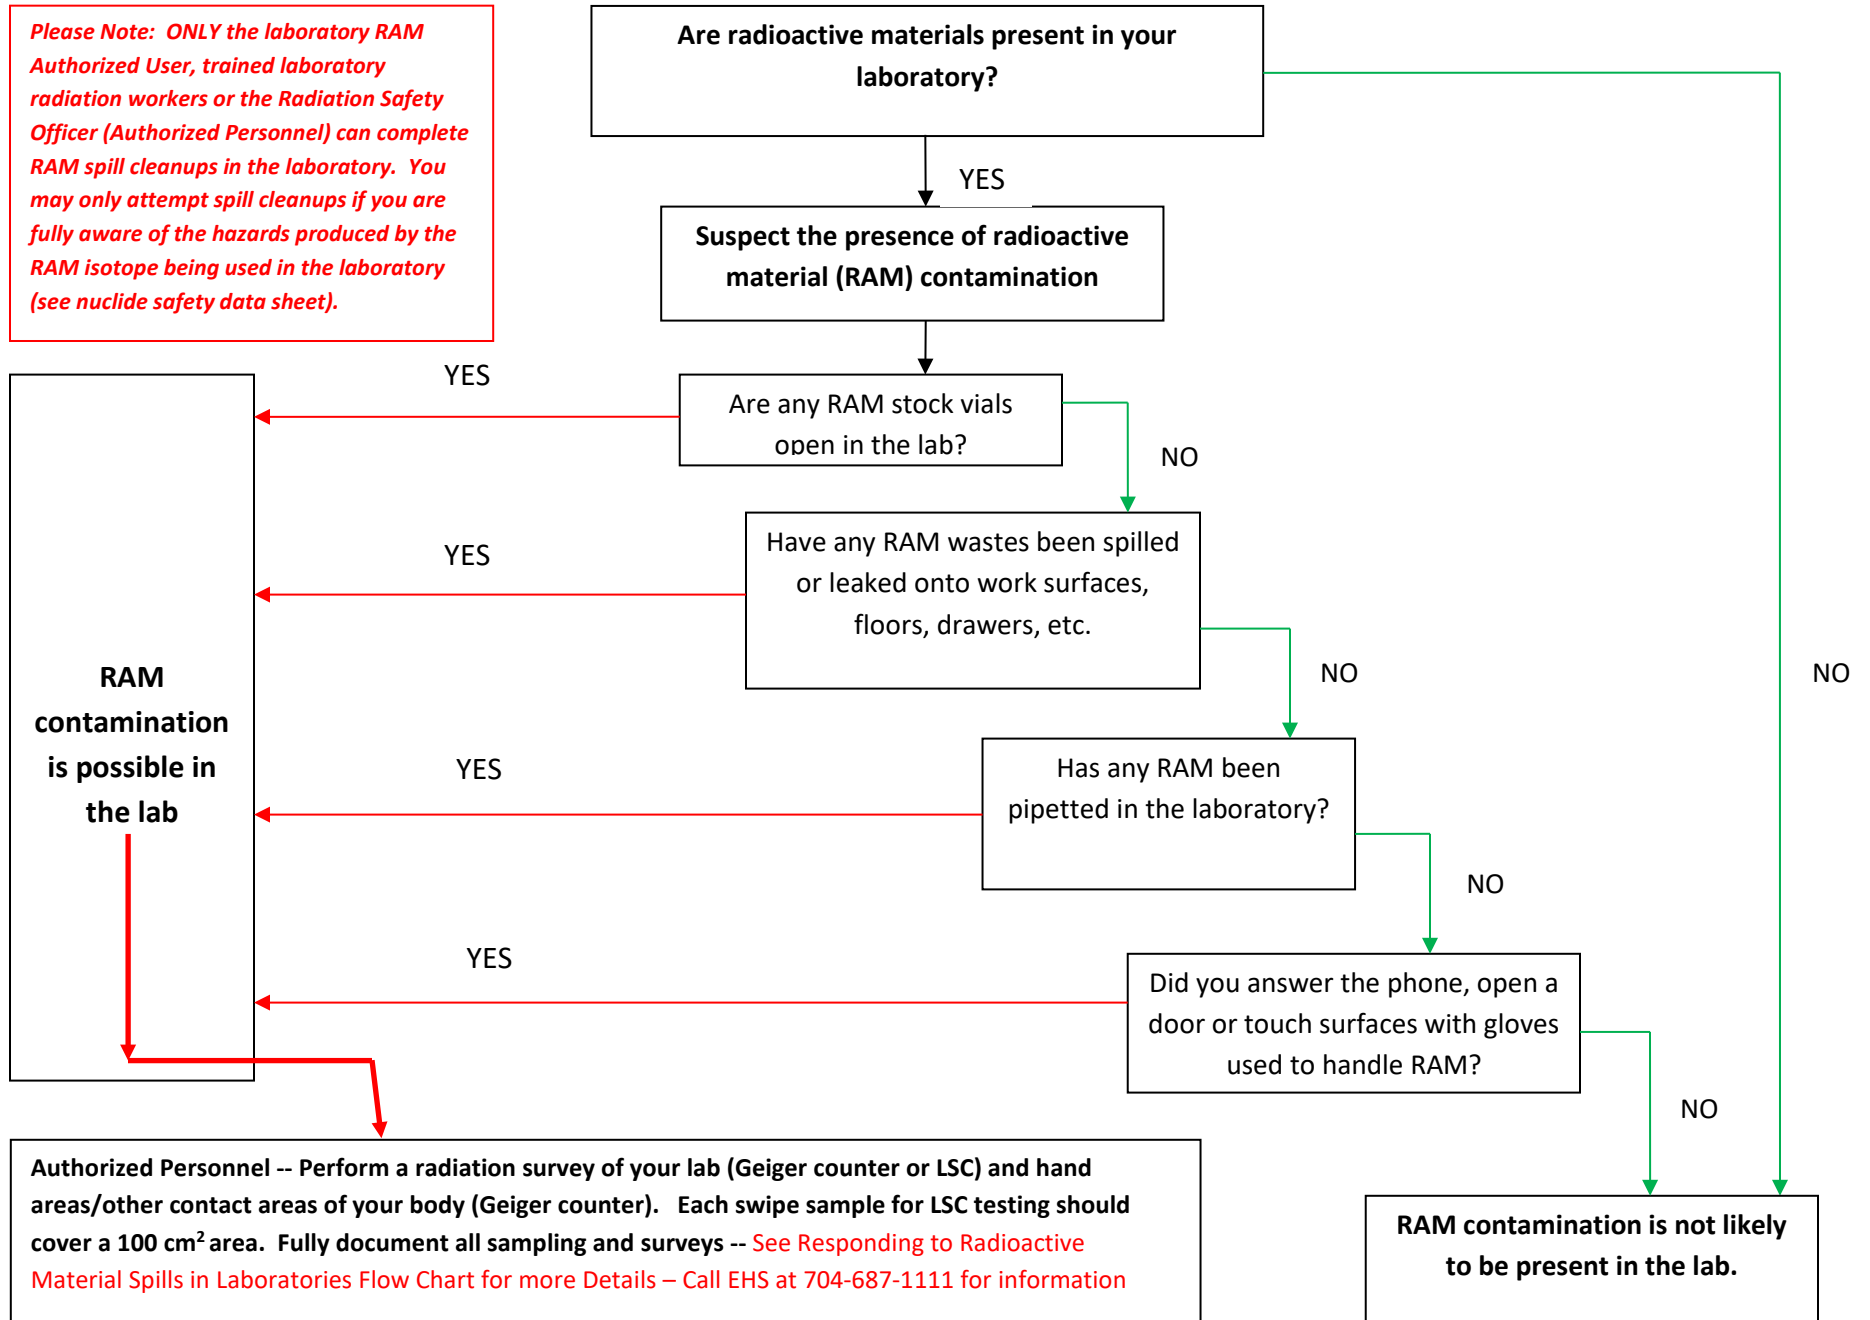 Please Note:  ONLY the laboratory RAM
Authorized User, trained laboratory
radiation workers or the Radiation Safety
Officer (Authorized Personnel) can complete
RAM spill cleanups in the laboratory.  You
may only attempt spill cleanups if you are
fully aware of the hazards produced by the
RAM isotope being used in the laboratory
(see nuclide safety data sheet).
Are radioactive materials present in your
laboratory?
YES
Suspect the presence of radioactive
material (RAM) contamination
YES
Are any RAM stock vials
open in the lab?
NO
YES
Have any RAM wastes been spilled
or leaked onto work surfaces,
floors, drawers, etc.
NO
NO
RAM
contamination
is possible in
the lab
YES
Has any RAM been
pipetted in the laboratory?
NO
YES
Did you answer the phone, open a
door or touch surfaces with gloves
used to handle RAM?
NO
Authorized Personnel -- Perform a radiation survey of your lab (Geiger counter or LSC) and hand
areas/other contact areas of your body (Geiger counter).   Each swipe sample for LSC testing should
cover a 100 cm² area.  Fully document all sampling and surveys -- See Responding to Radioactive
Material Spills in Laboratories Flow Chart for more Details – Call EHS at 704-687-1111 for information
RAM contamination is not likely
to be present in the lab.